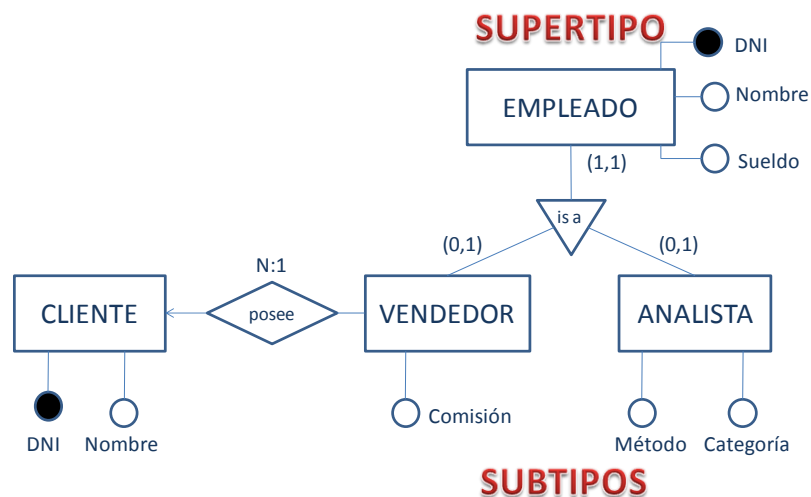 SUPERTIPO
DNI
EMPLEADO
Nombre
Sueldo
(1,1)
is a
(0,1)
(0,1)
N:1
CLIENTE
posee
VENDEDOR
ANALISTA
Comisión
DNI
Nombre
Método
Categoría
SUBTIPOS